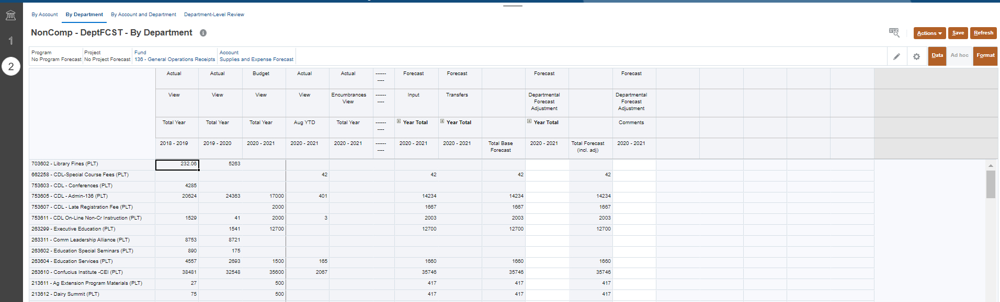 By Account By Department By Account and Department Department-Level Review
NonComp - DeptFCST - By Department i
Actions Save Refresh
Program Project Fund Account
No Program Forecast No Project Forecast 136 - General Operations Receipts Supplies and Expense Forecast
Data Ad hoc Format
1
2
Actual Actual Budget Actual Actual ---------- Forecast Forecast Forecast Forecast
View View View View Encumbrances View ---------- Input Transfers Departmental Forecast Adjustment Departmental Forecast Adjustment
Total Year Total Year Total Year Aug YTD Total Year ---------- Year Total Year Total Year Total Comments
2018 - 2019 2019 - 2020 2020 - 2021 2020 - 2021 2020 - 2021 ---------- 2020 - 2021 2020 - 2021 Total Base Forecast 2020 - 2021 Total Forecast (incl. adj) 2020 - 2021
703602 - Library Fines (PLT) 232.06 5263
662258 - CDL-Special Course Fees (PLT) 42 42 42 42
753603 - CDL - Conferences (PLT) 4285
753605 - CDL - Admin-136 (PLT) 20624 24363 17000 401 14234 14234 14234
753607 - CDL - Late Registration Fee (PLT) 2000 1667 1667 1667
753611 - CDL On-Line Non-Cr Instruction (PLT) 1529 41 2000 3 2003 2003 2003
263299 - Executive Education (PLT) 1541 12700 12700 12700 12700
263311 - Comm Leadership Alliance (PLT) 8753 8721
263602 - Education Special Seminars (PLT) 890 175
263604 - Education Services (PLT) 4557 2693 1500 165 1660 1660 1660
263610 - Confucius Institute -CEI (PLT) 38481 32548 35600 2067 35746 35746 35746
213611 - Ag Extension Program Materials (PLT) 27 500 417 417 417
213612 - Dairy Summit (PLT) 75 500 417 417 417